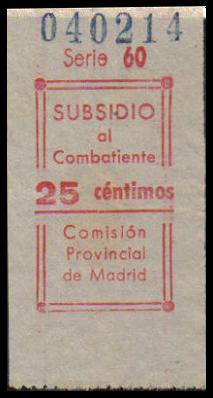 040214
Serie 60
SUBSIDIO
al
Combatiente
25 céntimos
Comisión
Provincial
de Madrid